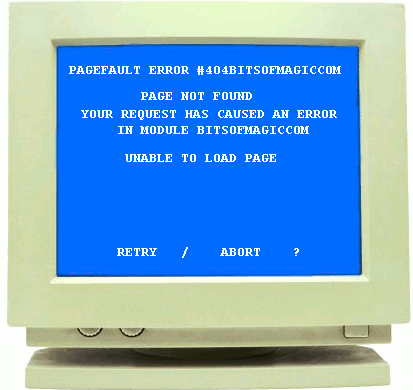 PAGEFAULT ERROR #404BITSOFMAGICCOM
PAGE NOT FOUND
YOUR REQUEST HAS CAUSED AN ERROR
IN MODULE BITSOFMAGICCOM
UNABLE TO LOAD PAGE
RETRY / ABORT ?